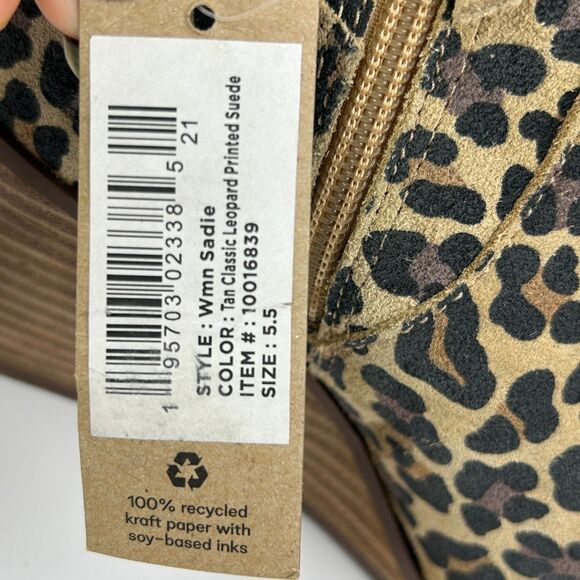 STYLE : Wmn Sadie
COLOR : Tan Classic Leopard Printed Suede
ITEM # : 10016839
SIZE : 5.5
1 95703 02338 5 21
100% recycled
kraft paper with
soy-based inks